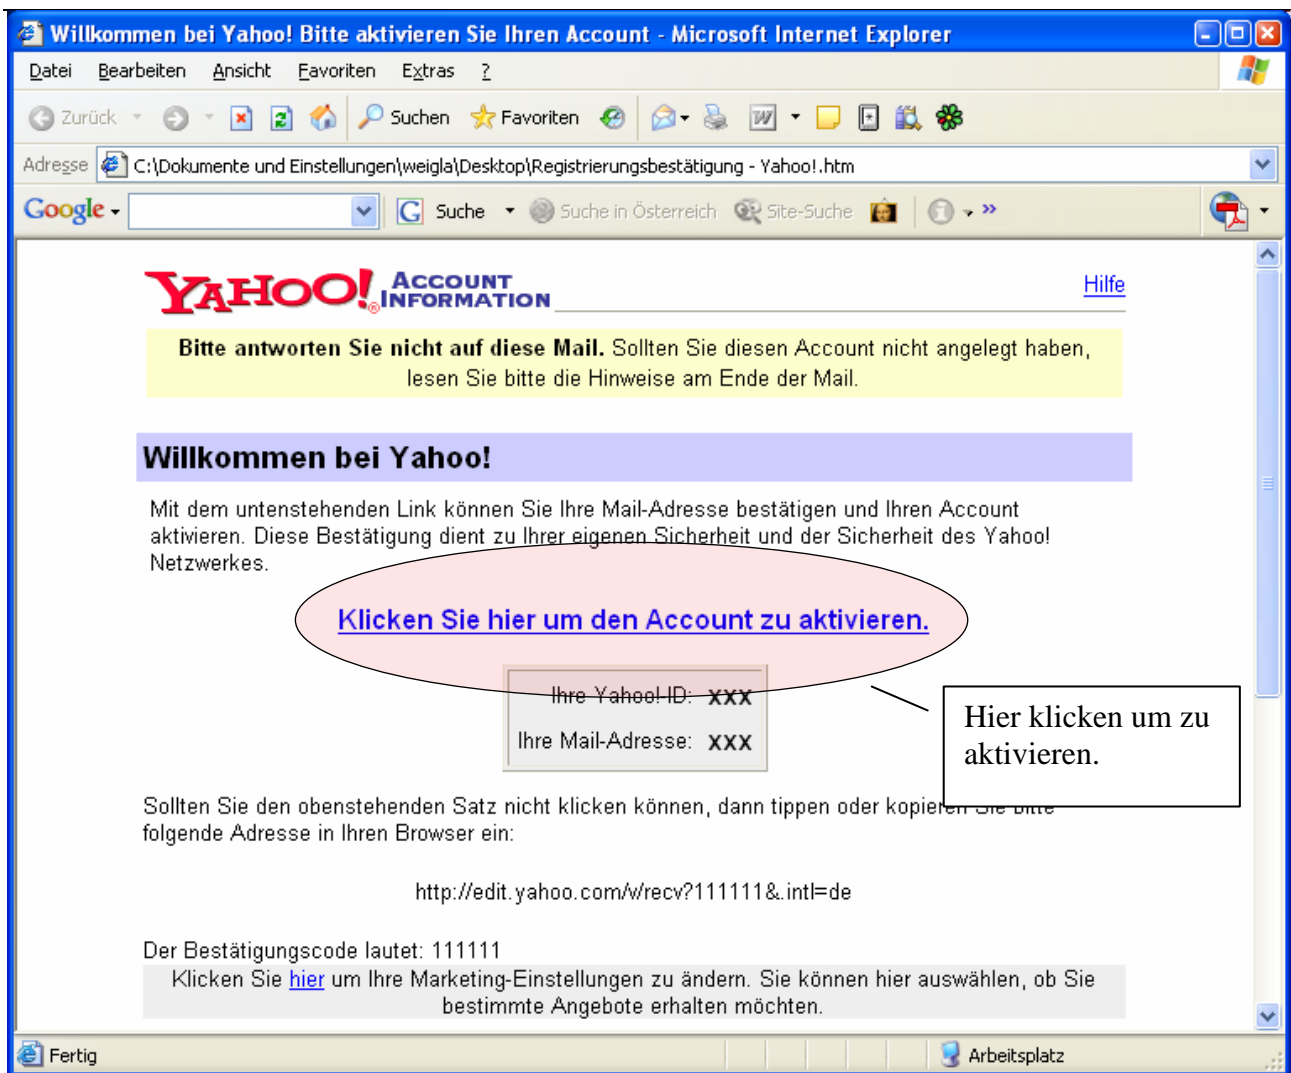 Willkommen bei Yahoo! Bitte aktivieren Sie Ihren Account - Microsoft Internet Explorer
Datei Bearbeiten Ansicht Favoriten Extras ?
Zurück Suchen Favoriten
Adresse C:\Dokumente und Einstellungen\weigla\Desktop\Registrierungsbestätigung - Yahoo!.htm
Google Suche Suche in Österreich Site-Suche
YAHOO! ACCOUNT INFORMATION
Hilfe
Bitte antworten Sie nicht auf diese Mail. Sollten Sie diesen Account nicht angelegt haben,
lesen Sie bitte die Hinweise am Ende der Mail.
Willkommen bei Yahoo!
Mit dem untenstehenden Link können Sie Ihre Mail-Adresse bestätigen und Ihren Account
aktivieren. Diese Bestätigung dient zu Ihrer eigenen Sicherheit und der Sicherheit des Yahoo!
Netzwerkes.
Klicken Sie hier um den Account zu aktivieren.
Ihre Yahoo!-ID: xxx
Ihre Mail-Adresse: xxx
Hier klicken um zu
aktivieren.
Sollten Sie den obenstehenden Satz nicht klicken können, dann tippen oder kopieren Sie bitte
folgende Adresse in Ihren Browser ein:
http://edit.yahoo.com/v/recv?111111&.intl=de
Der Bestätigungscode lautet: 111111
Klicken Sie hier um Ihre Marketing-Einstellungen zu ändern. Sie können hier auswählen, ob Sie
bestimmte Angebote erhalten möchten.
Fertig
Arbeitsplatz